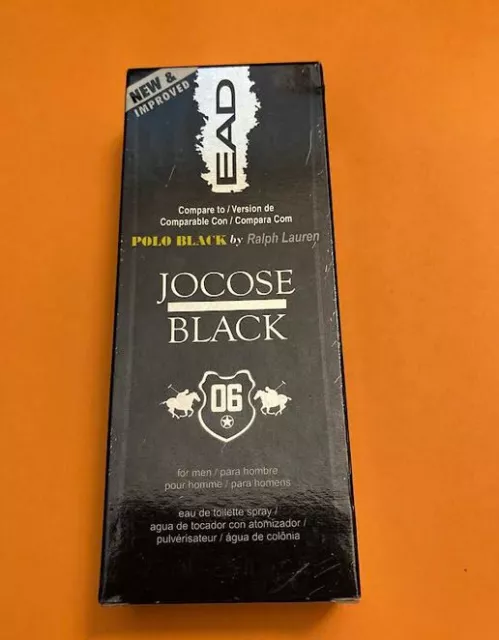 NEW &
IMPROVED
EAD
Compare to / Version de
Comparable Con / Compara Com
POLO BLACK by Ralph Lauren
JOCOSE
BLACK
06
for men / para hombre
pour homme / para homens
eau de toilette spray /
agua de tocador con atomizador /
pulvérisateur / água de colônia